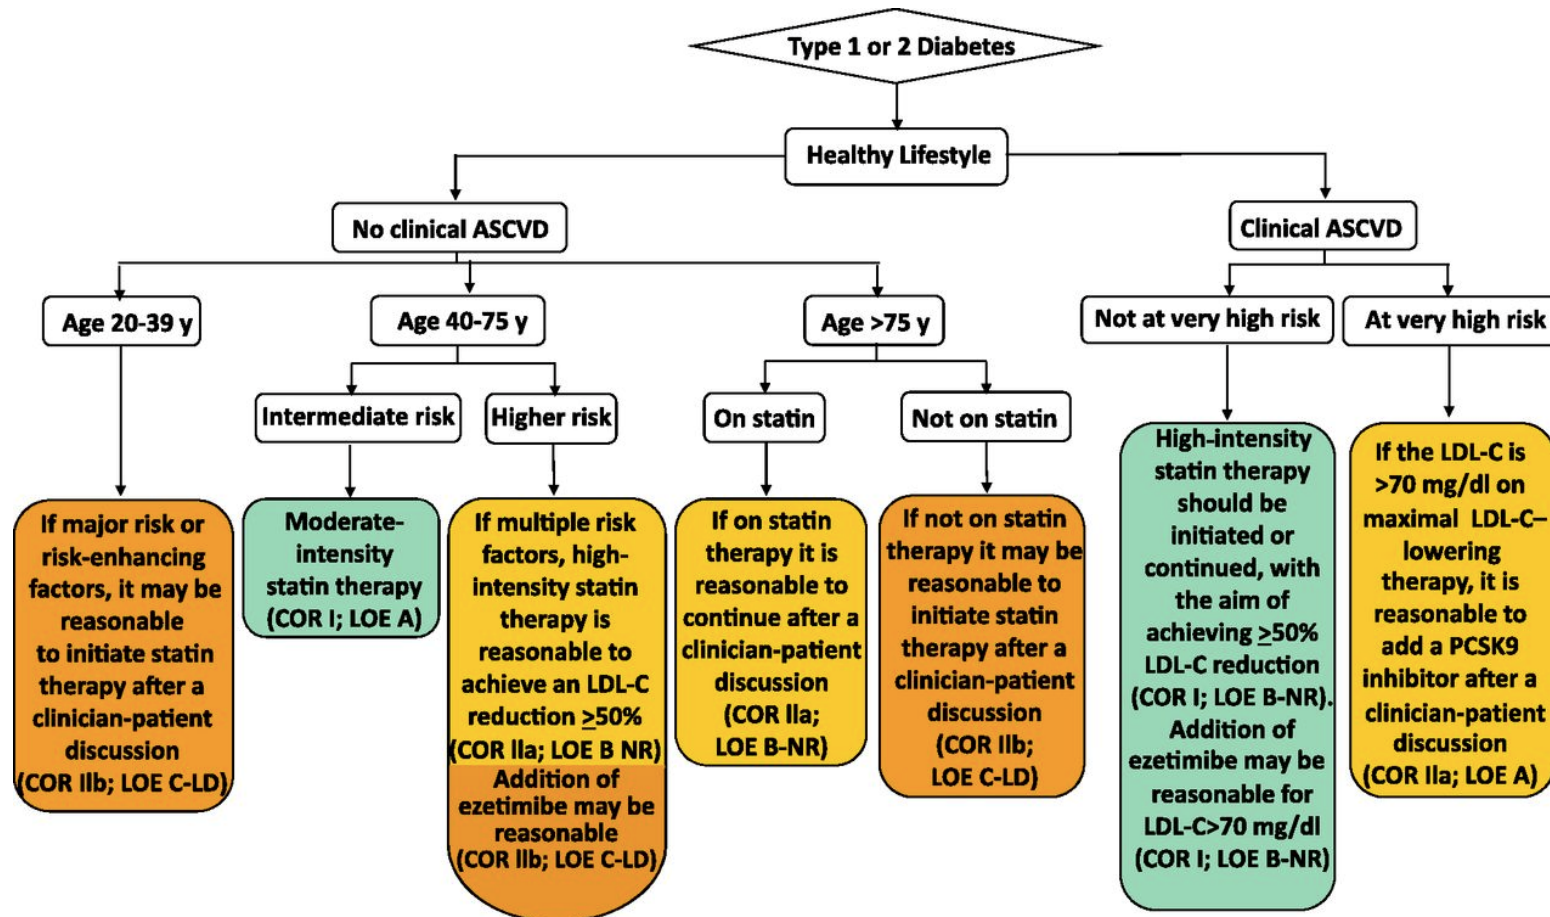 Type 1 or 2 Diabetes
Healthy Lifestyle
No clinical ASCVD
Clinical ASCVD
Age 20-39 y
Age 40-75 y
Age >75 y
Not at very high risk
At very high risk
Intermediate risk
Higher risk
On statin
Not on statin
If major risk or
risk-enhancing
factors, it may be
reasonable
to initiate statin
therapy after a
clinician-patient
discussion
(COR IIb; LOE C-LD)
Moderate-
intensity
statin therapy
(COR I; LOE A)
If multiple risk
factors, high-
intensity statin
therapy is
reasonable to
achieve an LDL-C
reduction ≥50%
(COR IIa; LOE B NR)
Addition of
ezetimibe may be
reasonable
(COR IIb; LOE C-LD)
If on statin
therapy it is
reasonable to
continue after a
clinician-patient
discussion
(COR IIa;
LOE B-NR)
If not on statin
therapy it may be
reasonable to
initiate statin
therapy after a
clinician-patient
discussion
(COR IIb;
LOE C-LD)
High-intensity
statin therapy
should be
initiated or
continued, with
the aim of
achieving ≥50%
LDL-C reduction
(COR I; LOE B-NR).
Addition of
ezetimibe may be
reasonable for
LDL-C>70 mg/dl
(COR I; LOE B-NR)
If the LDL-C is
>70 mg/dl on
maximal LDL-C–
lowering
therapy, it is
reasonable to
add a PCSK9
inhibitor after a
clinician-patient
discussion
(COR IIa; LOE A)